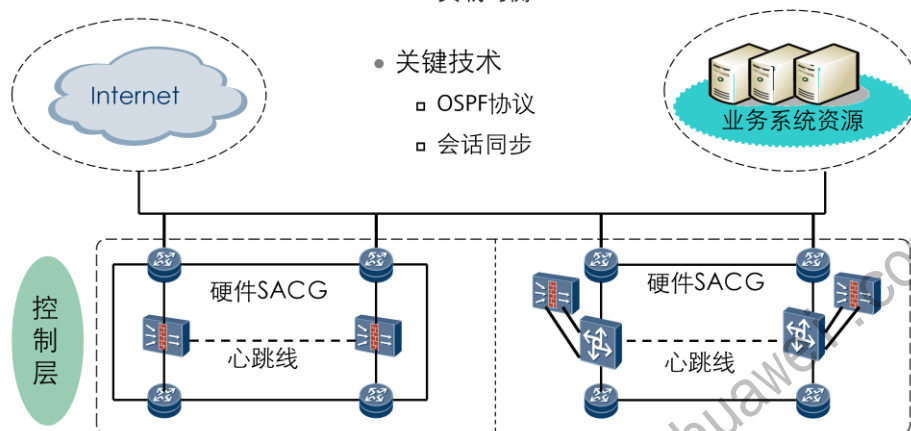 • 关键技术
Internet
▫ OSPF协议
▫ 会话同步
业务系统资源
控制层
硬件SACG
心跳线
硬件SACG
心跳线
huawei.co